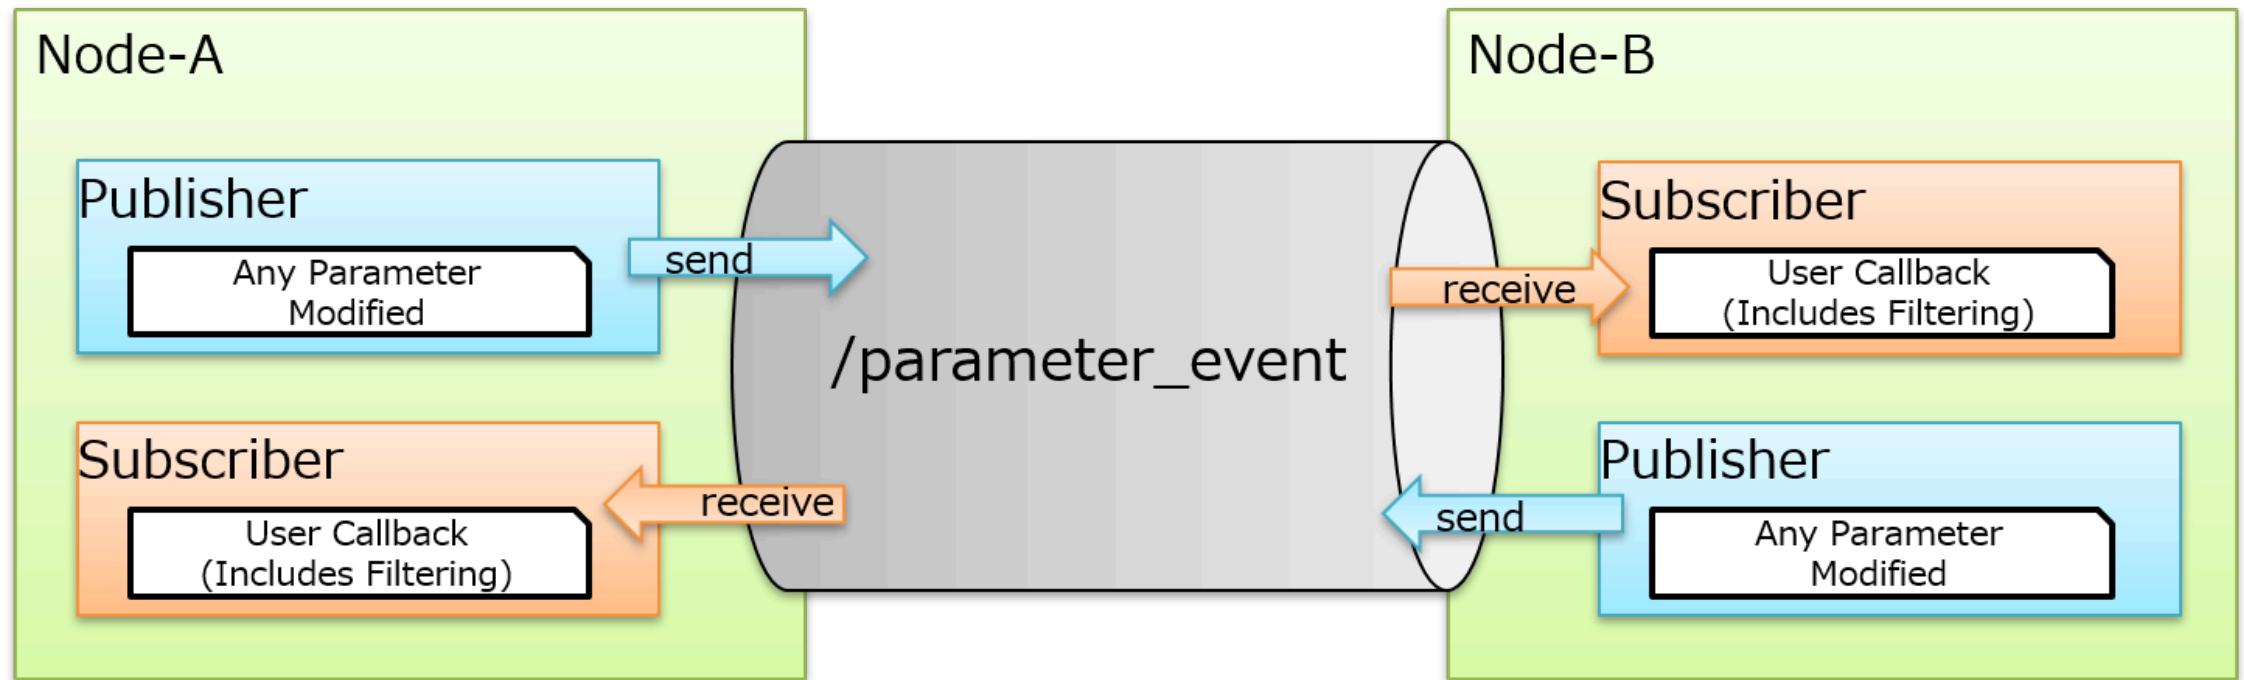 Node-A
Publisher
Any Parameter
Modified
send
Subscriber
User Callback
(Includes Filtering)
receive
/parameter_event
Node-B
Subscriber
User Callback
(Includes Filtering)
receive
Publisher
Any Parameter
Modified
send